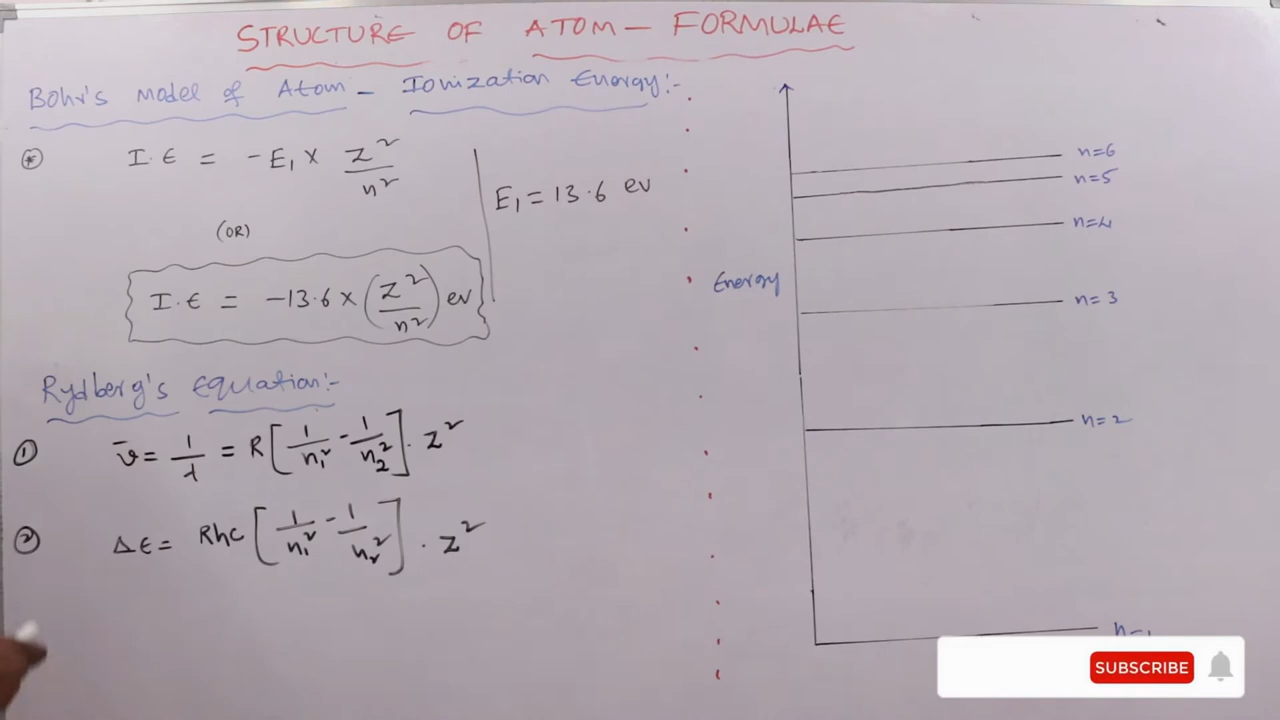 STRUCTURE OF ATOM – FORMULAE
Bohr's Model of Atom – Ionization Energy:-
* I.E = -E₁ × Z²/n²
E₁ = 13.6 ev
(OR)
I.E = -13.6 × (Z²/n²) ev
Rydberg's Equation:-
① ν̄ = 1/λ = R[1/n₁² - 1/n₂²]. Z²
② ΔE = Rhc [1/n₁² - 1/n₂²] . Z²
Energy
n=6
n=5
n=4
n=3
n=2
SUBSCRIBE